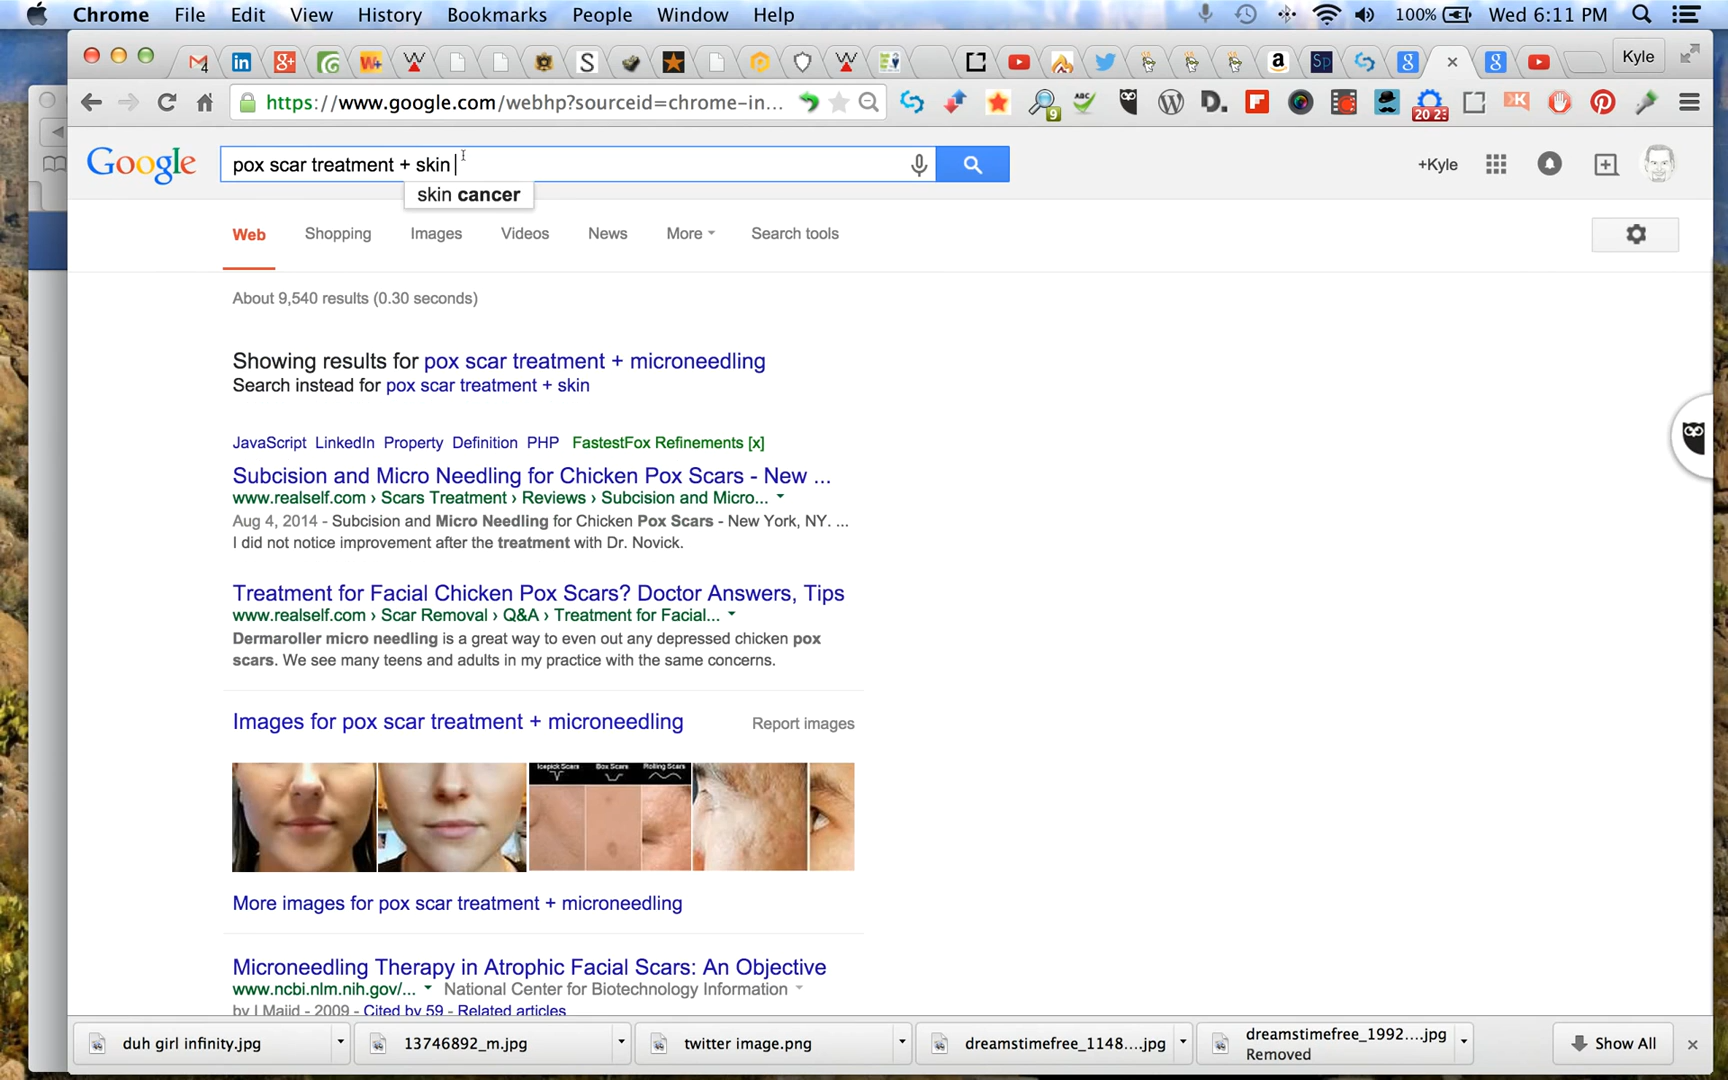 Chrome File Edit View History Bookmarks People Window Help 100% Wed 6:11 PM
4 Kyle
https://www.google.com/webhp?sourceid=chrome-in...
9 ABC D. 20 2
Google pox scar treatment + skin +Kyle
skin cancer
Web Shopping Images Videos News More Search tools
About 9,540 results (0.30 seconds)
Showing results for pox scar treatment + microneedling
Search instead for pox scar treatment + skin
JavaScript LinkedIn Property Definition PHP FastestFox Refinements [x]
Subcision and Micro Needling for Chicken Pox Scars - New ...
www.realself.com › Scars Treatment › Reviews › Subcision and Micro...
Aug 4, 2014 - Subcision and Micro Needling for Chicken Pox Scars - New York, NY. ...
I did not notice improvement after the treatment with Dr. Novick.
Treatment for Facial Chicken Pox Scars? Doctor Answers, Tips
www.realself.com › Scar Removal › Q&A › Treatment for Facial...
Dermaroller micro needling is a great way to even out any depressed chicken pox
scars. We see many teens and adults in my practice with the same concerns.
Images for pox scar treatment + microneedling Report images
Icepick Scars Box Scars Rolling Scars
More images for pox scar treatment + microneedling
Microneedling Therapy in Atrophic Facial Scars: An Objective
www.ncbi.nlm.nih.gov/... National Center for Biotechnology Information
by I Majid - 2009 - Cited by 59 - Related articles
duh girl infinity.jpg 13746892_m.jpg twitter image.png dreamstimefree_1148....jpg dreamstimefree_1992....jpg Show All
Removed